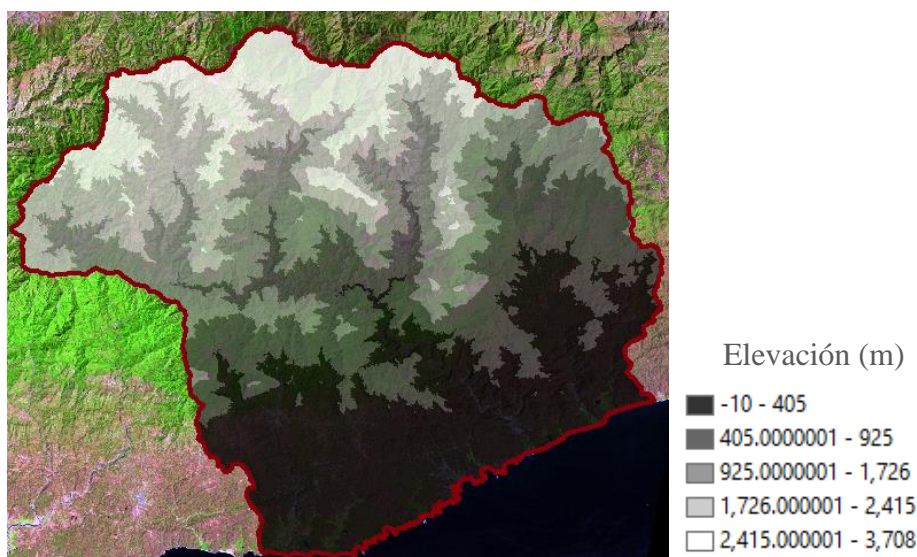 Elevación (m)
-10 - 405
405.0000001 - 925
925.0000001 - 1,726
1,726.000001 - 2,415
2,415.000001 - 3,708